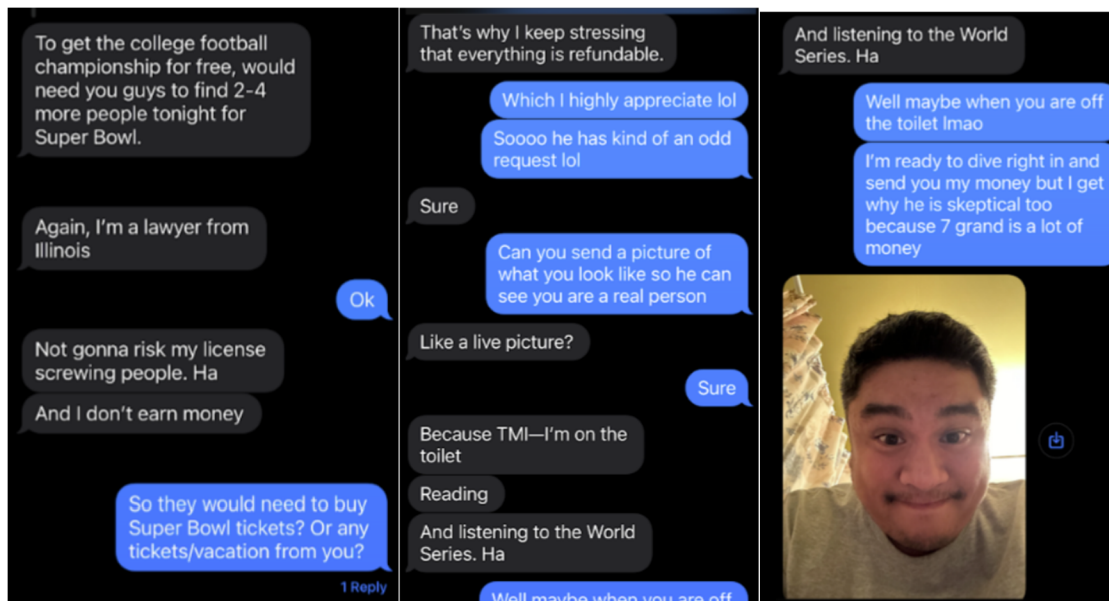 To get the college football
championship for free, would
need you guys to find 2-4
more people tonight for
Super Bowl.
Again, I'm a lawyer from
Illinois
Ok
Not gonna risk my license
screwing people. Ha
And I don't earn money
So they would need to buy
Super Bowl tickets? Or any
tickets/vacation from you?
1 Reply
That's why I keep stressing
that everything is refundable.
Which I highly appreciate lol
Soooo he has kind of an odd
request lol
Sure
Can you send a picture of
what you look like so he can
see you are a real person
Like a live picture?
Sure
Because TMI—I'm on the
toilet
Reading
And listening to the World
Series. Ha
Well maybe when you are off
And listening to the World
Series. Ha
Well maybe when you are off
the toilet lmao
I'm ready to dive right in and
send you my money but I get
why he is skeptical too
because 7 grand is a lot of
money